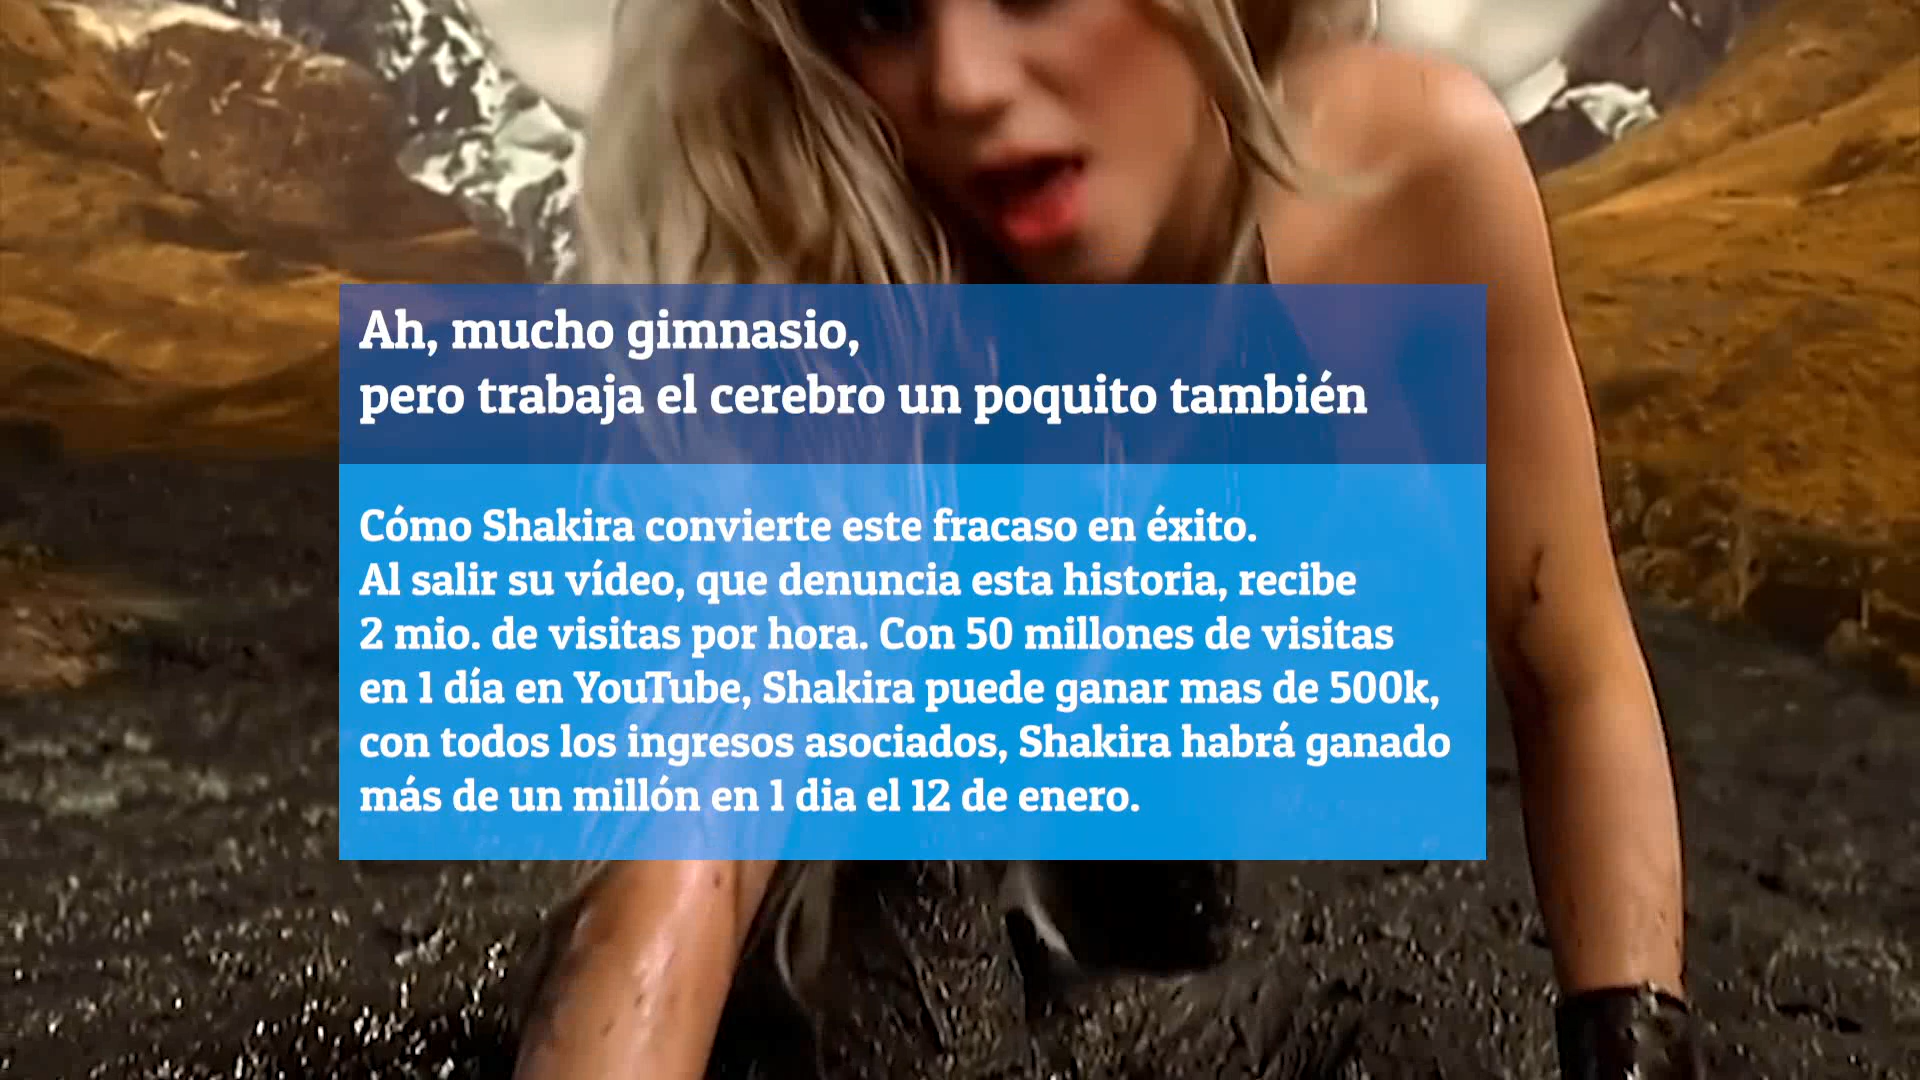 Ah, mucho gimnasio,
pero trabaja el cerebro un poquito también
Cómo Shakira convierte este fracaso en éxito.
Al salir su vídeo, que denuncia esta historia, recibe
2 mio. de visitas por hora. Con 50 millones de visitas
en 1 día en YouTube, Shakira puede ganar mas de 500k,
con todos los ingresos asociados, Shakira habrá ganado
más de un millón en 1 dia el 12 de enero.